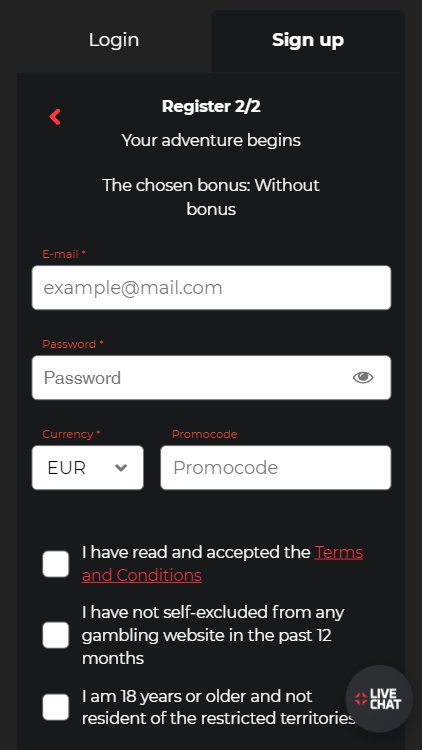 Login
Sign up
Register 2/2
Your adventure begins
The chosen bonus: Without
bonus
E-mail *
example@mail.com
Password *
Password
Currency *
Promocode
EUR
Promocode
I have read and accepted the Terms
and Conditions
I have not self-excluded from any
gambling website in the past 12
months
I am 18 years or older and not
resident of the restricted territories
LIVE
CHAT